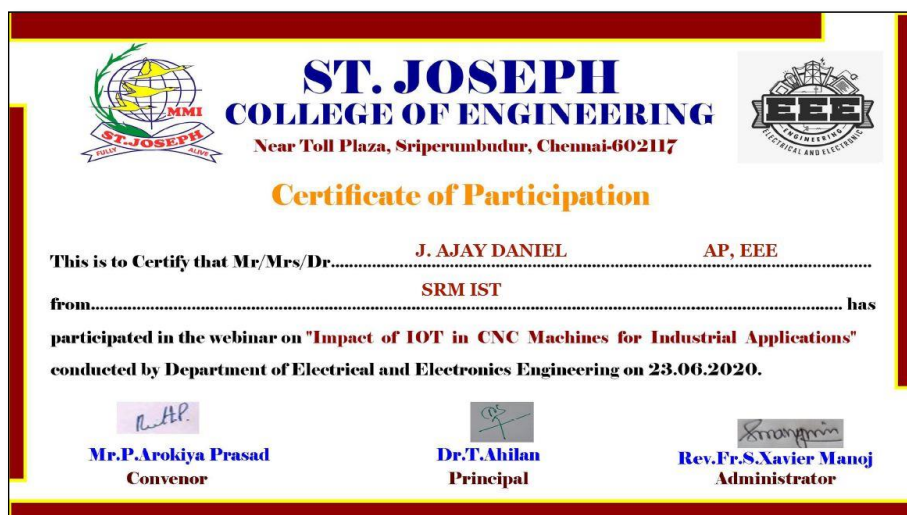 ST. JOSEPH
COLLEGE OF ENGINEERING
Near Toll Plaza, Sriperumbudur, Chennai-602117
MMI
ST.JOSEPH
FULLY ALIVE
EEE
ENGINEERING
ELECTRICAL AND ELECTRONIC
Certificate of Participation
This is to Certify that Mr/Mrs/Dr. J. AJAY DANIEL AP, EEE
from SRM IST has
participated in the webinar on "Impact of IOT in CNC Machines for Industrial Applications"
conducted by Department of Electrical and Electronics Engineering on 23.06.2020.
Mr.P.Arokiya Prasad
Convenor
Dr.T.Ahilan
Principal
Rev.Fr.S.Xavier Manoj
Administrator